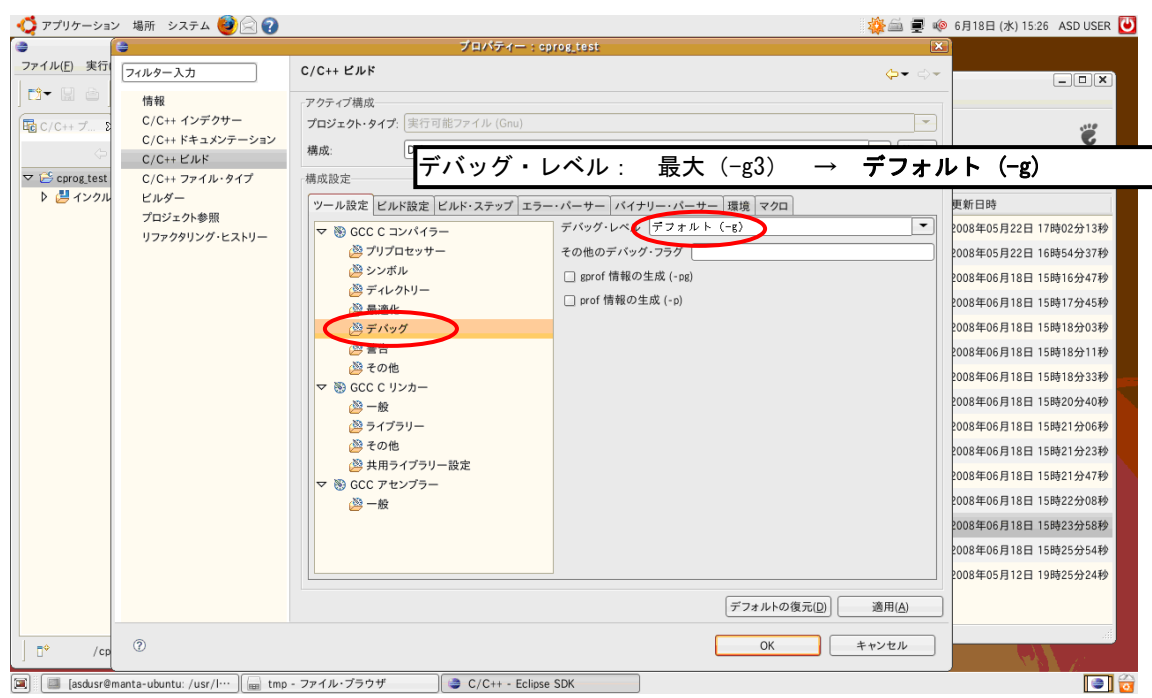 アプリケーション 場所 システム 6月18日 (水) 15:26 ASD USER
プロパティー : cprog_test
ファイル(E) 実行
フィルター入力
C/C++ ビルド
情報
C/C++ インデクサー
C/C++ ドキュメンテーション
C/C++ ビルド
C/C++ ファイル・タイプ
ビルダー
プロジェクト参照
リファクタリング・ヒストリー
C/C++ プ...
cprog_test
インクル
アクティブ構成
プロジェクト・タイプ: 実行可能ファイル (Gnu)
構成:
デバッグ・レベル： 最大（-g3） → デフォルト（-g）
構成設定
ツール設定 ビルド設定 ビルド・ステップ エラー・パーサー バイナリー・パーサー 環境 マクロ
GCC C コンパイラー
プリプロセッサー
シンボル
ディレクトリー
最適化
デバッグ
警告
その他
GCC C リンカー
一般
ライブラリー
その他
共用ライブラリー設定
GCC アセンブラー
一般
デバッグ・レベル デフォルト (-g)
その他のデバッグ・フラグ
gprof 情報の生成 (-pg)
prof 情報の生成 (-p)
デフォルトの復元(D) 適用(A)
OK キャンセル
更新日時
2008年05月22日 17時02分13秒
2008年05月22日 16時54分37秒
2008年06月18日 15時16分47秒
2008年06月18日 15時17分45秒
2008年06月18日 15時18分03秒
2008年06月18日 15時18分11秒
2008年06月18日 15時18分33秒
2008年06月18日 15時20分40秒
2008年06月18日 15時21分06秒
2008年06月18日 15時21分23秒
2008年06月18日 15時21分47秒
2008年06月18日 15時22分08秒
2008年06月18日 15時23分58秒
2008年06月18日 15時25分54秒
2008年05月12日 19時25分24秒
/cp
[asdusr@manta-ubuntu: /usr/l… tmp - ファイル・ブラウザ C/C++ - Eclipse SDK